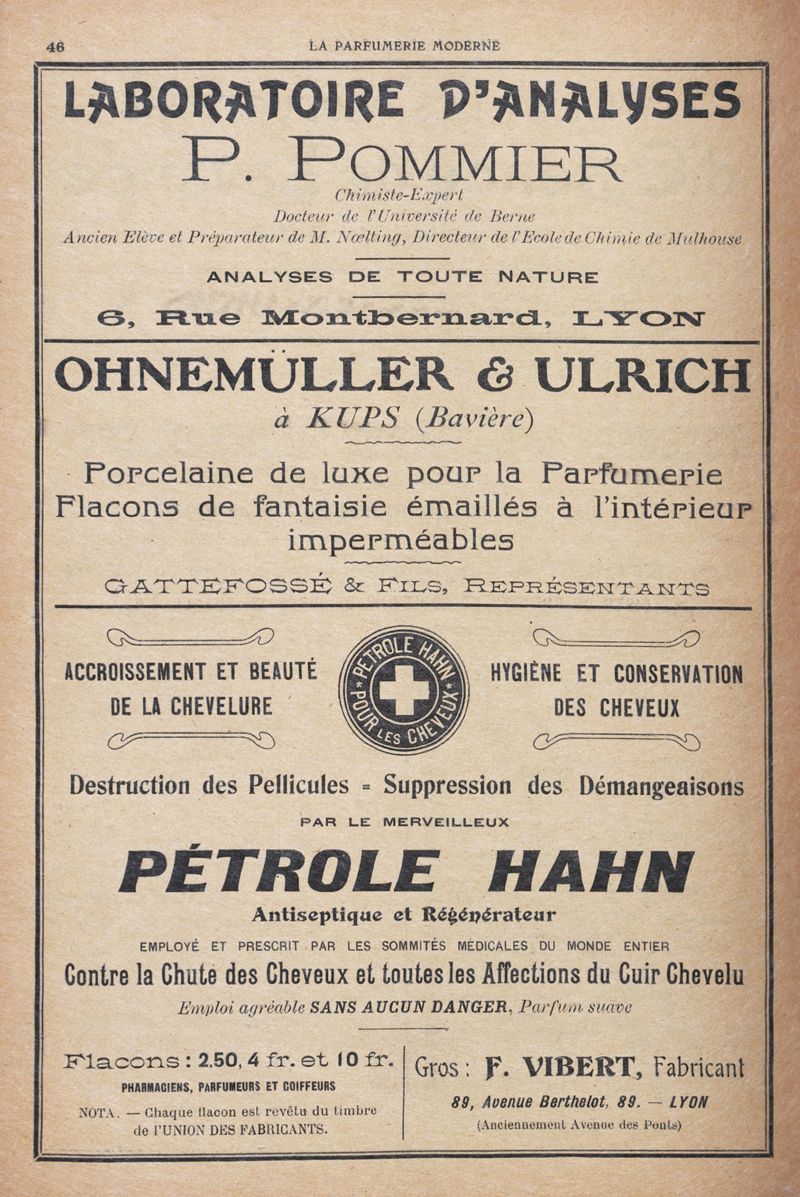 46
LA PARFUMERIE MODERNE
LABORATOIRE D'ANALYSES
P. POMMIER
Chimiste-Expert
Docteur de l'Université de Berne
Ancien Elève et Préparateur de M. Nœlting, Directeur de l'Ecole de Chimie de Mulhouse
ANALYSES DE TOUTE NATURE
6, Rue Montbernard, LYON
OHNEMÜLLER & ULRICH
à KUPS (Bavière)
Porcelaine de luxe pour la Parfumerie
Flacons de fantaisie émaillés à l'intérieur
imperméables
GATTEFOSSÉ & FILS, REPRÉSENTANTS
ACCROISSEMENT ET BEAUTÉ
DE LA CHEVELURE
PETROLE HAHN
POUR LES CHEVEUX
HYGIÈNE ET CONSERVATION
DES CHEVEUX
Destruction des Pellicules = Suppression des Démangeaisons
PAR LE MERVEILLEUX
PÉTROLE HAHN
Antiseptique et Régénérateur
EMPLOYÉ ET PRESCRIT PAR LES SOMMITÉS MÉDICALES DU MONDE ENTIER
Contre la Chute des Cheveux et toutes les Affections du Cuir Chevelu
Emploi agréable SANS AUCUN DANGER, Parfum suave
Flacons : 2.50, 4 fr. et 10 fr.
PHARMACIENS, PARFUMEURS ET COIFFEURS
NOTA. — Chaque flacon est revêtu du timbre
de l'UNION DES FABRICANTS.
Gros : F. VIBERT, Fabricant
89, Avenue Berthelot, 89. — LYON
(Anciennement Avenue des Ponts)